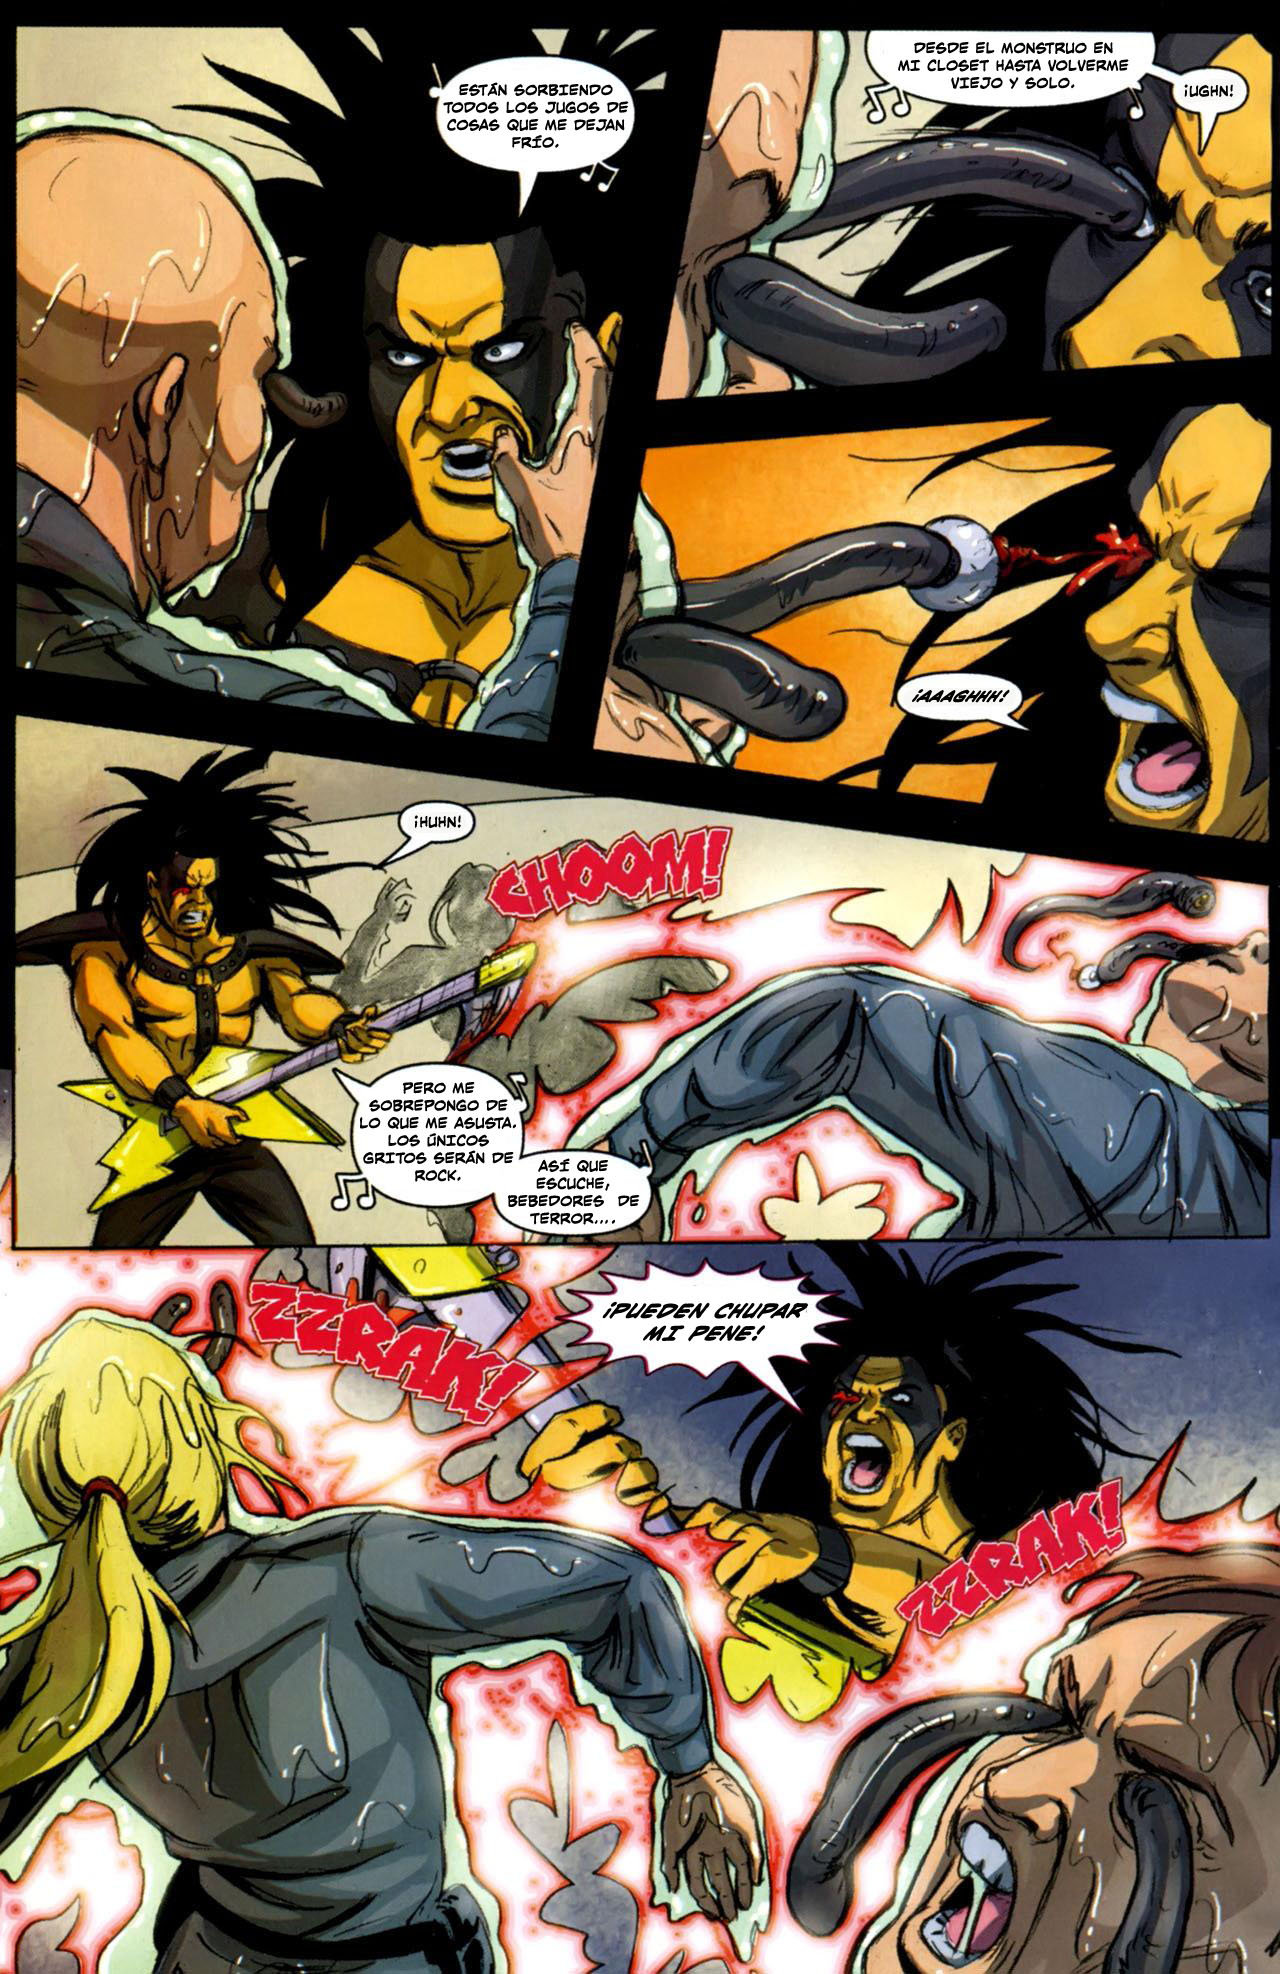 ESTÁN SORBIENDO
TODOS LOS JUGOS DE
COSAS QUE ME DEJAN
FRÍO.
DESDE EL MONSTRUO EN
MI CLOSET HASTA VOLVERME
VIEJO Y SOLO.
¡UGHN!
¡AAAGHHH!
¡HUHN!
CHOOM!
PERO ME
SOBREPONGO DE
LO QUE ME ASUSTA.
LOS ÚNICOS
GRITOS SERÁN DE
ROCK.
ASÍ QUE
ESCUCHE,
BEBEDORES DE
TERROR....
ZZRAK!
¡PUEDEN CHUPAR
MI PENE!
ZZRAK!